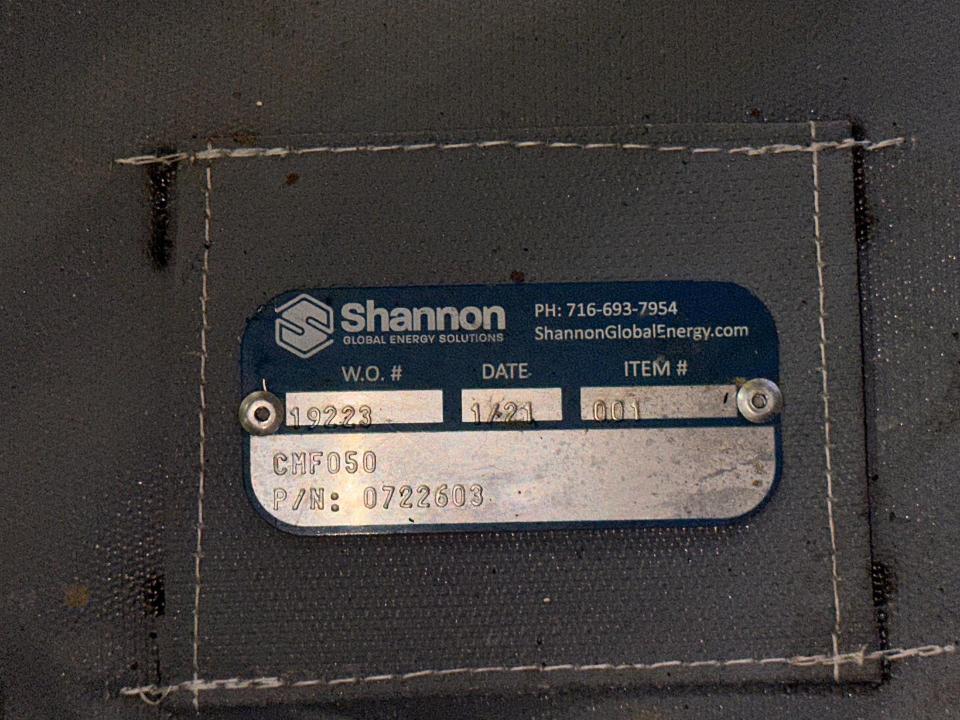 Shannon
GLOBAL ENERGY SOLUTIONS
PH: 716-693-7954
ShannonGlobalEnergy.com
W.O. # DATE ITEM #
19223 1/21 001
CMF050
P/N: 0722603